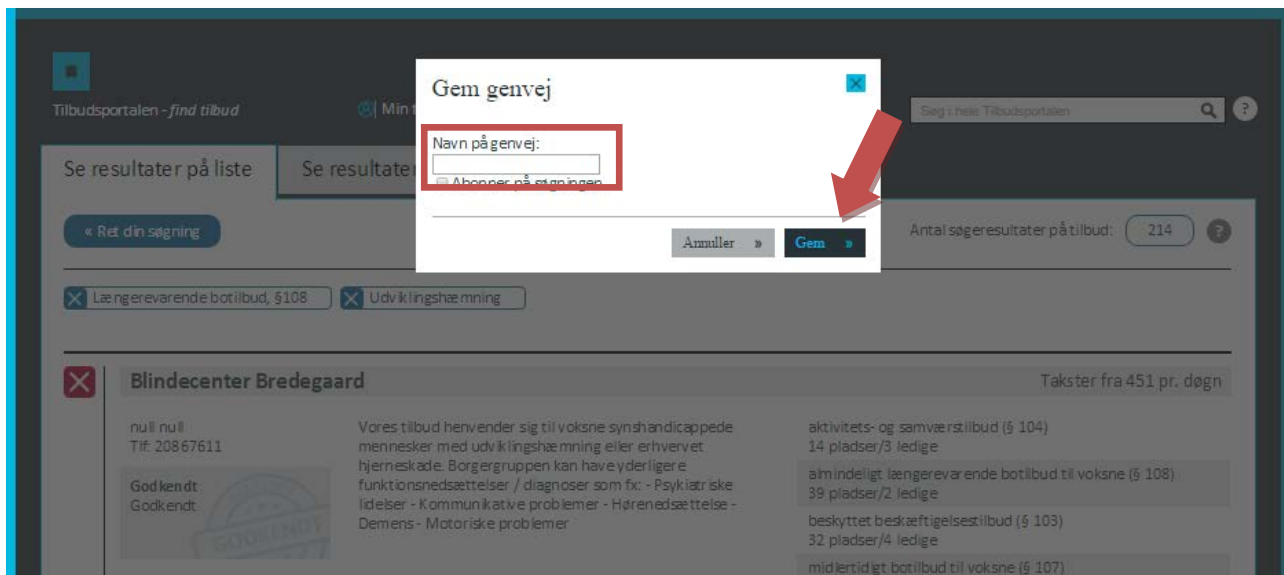 Gem genvej
Tilbudsportalen - find tilbud
Min t
Søg i hele Tilbudsportalen
?
Navn på genvej:
Abonner på søgningen
Se resultater på liste
Se resultater
« Ret din søgning
Annuller »
Gem »
Antal søgeresultater på tilbud: 214 ?
Længerevarende botilbud, §108
Udviklingshæmning
Blindecenter Bredegaard
Takster fra 451 pr. døgn
null null
Tlf: 20867611
Godkendt
Godkendt
GODKENDT
Vores tilbud henvender sig til voksne synshandicappede
mennesker med udviklingshæmning eller erhvervet
hjerneskade. Borgergruppen kan have yderligere
funktionsnedsættelser / diagnoser som fx: - Psykiatriske
lidelser - Kommunikative problemer - Hørenedsættelse -
Demens - Motoriske problemer
aktivitets- og samværstilbud (§ 104)
14 pladser/3 ledige
almindeligt længerevarende botilbud til voksne (§ 108)
39 pladser/2 ledige
beskyttet beskæftigelsestilbud (§ 103)
32 pladser/4 ledige
midlertidigt botilbud til voksne (§ 107)